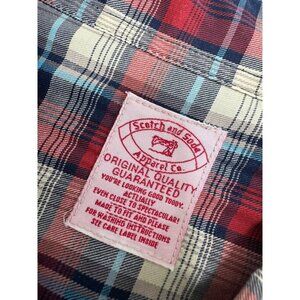 Scotch and Soda
Apparel Co.
ORIGINAL QUALITY
GUARANTEED
YOU'RE LOOKING GOOD TODAY.
ACTUALLY
EVEN CLOSE TO SPECTACULAR!
MADE TO FIT AND PLEASE
FOR WASHING INSTRUCTIONS
SEE CARE LABEL INSIDE